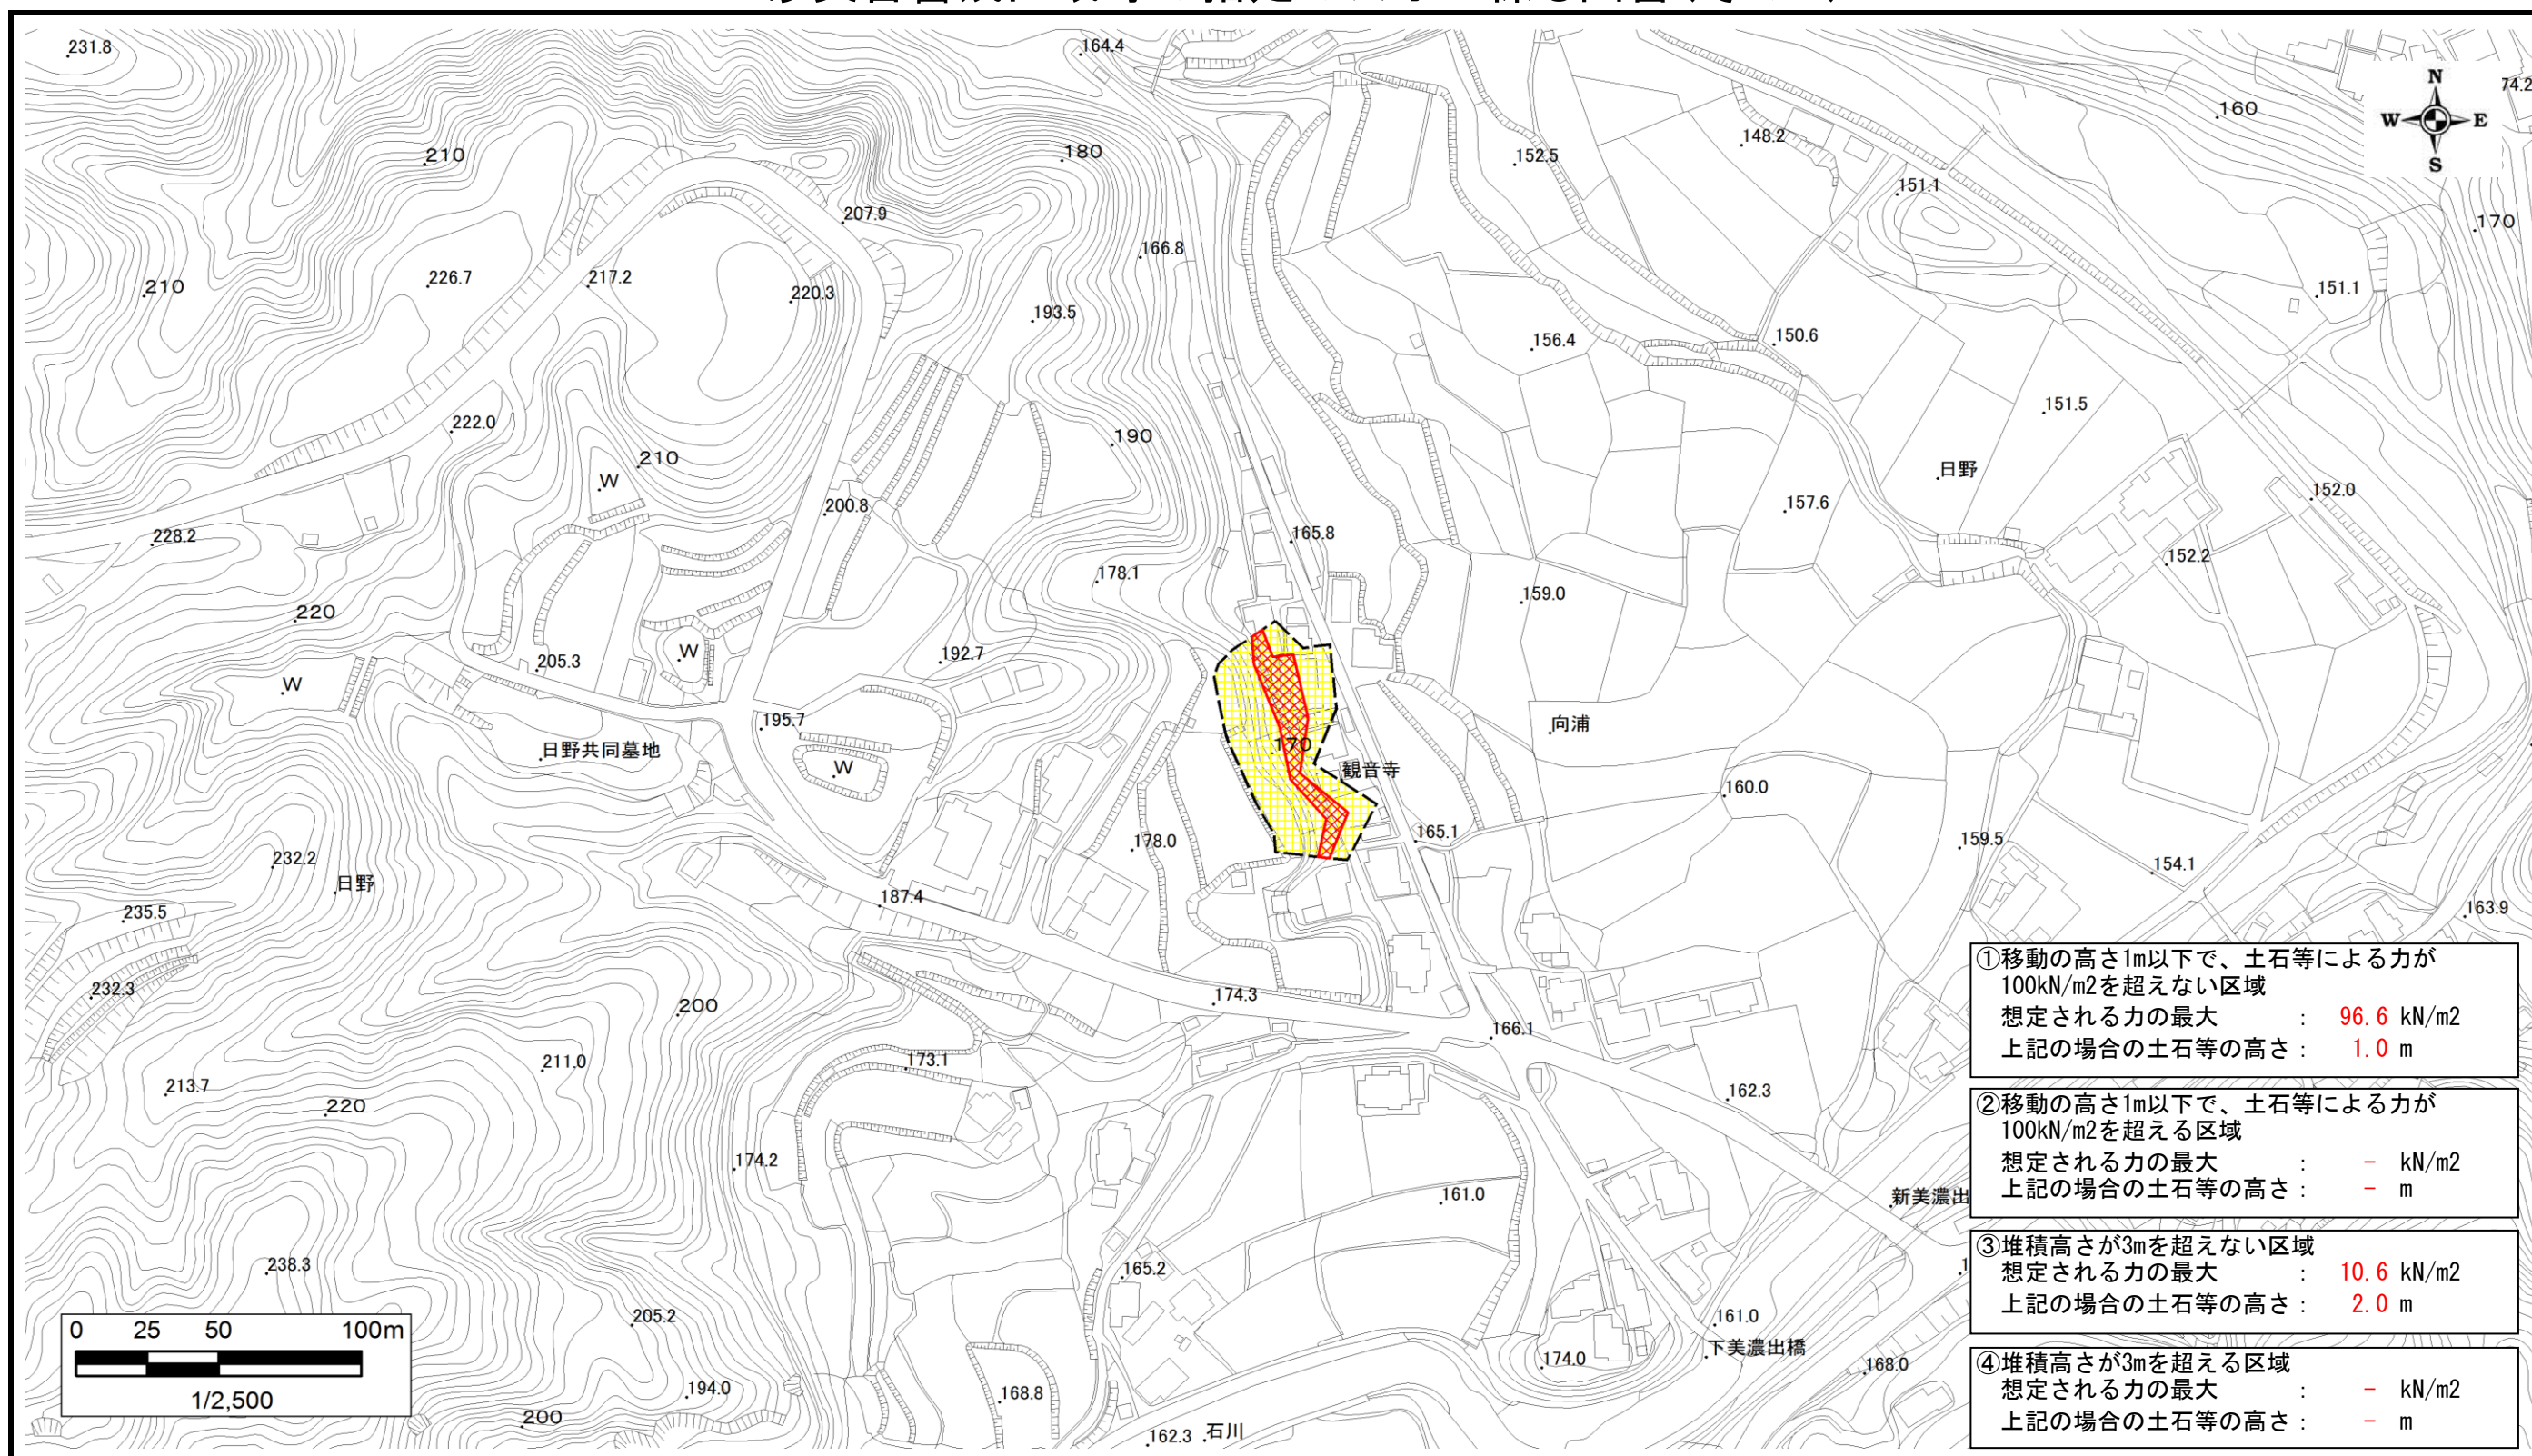 231.8
164.4
N
74.2
W
E
S
160
210
180
152.5
148.2
151.1
207.9
170
166.8
210
226.7
217.2
220.3
151.1
193.5
156.4
150.6
222.0
190
151.5
210
W
日野
200.8
157.6
152.0
228.2
165.8
152.2
178.1
159.0
220
205.3
W
192.7
W
195.7
向浦
日野共同墓地
170
W
観音寺
160.0
165.1
178.0
159.5
232.2
154.1
日野
187.4
235.5
163.9
232.3
174.3
200
166.1
211.0
173.1
213.7
162.3
220
174.2
161.0
新美濃出
238.3
165.2
205.2
161.0
下美濃出橋
174.0
168.0
194.0
168.8
200
162.3
石川
①移動の高さ1m以下で、土石等による力が
100kN/m2を超えない区域
想定される力の最大 : 96.6 kN/m2
上記の場合の土石等の高さ : 1.0 m
②移動の高さ1m以下で、土石等による力が
100kN/m2を超える区域
想定される力の最大 : － kN/m2
上記の場合の土石等の高さ : － m
③堆積高さが3mを超えない区域
想定される力の最大 : 10.6 kN/m2
上記の場合の土石等の高さ : 2.0 m
④堆積高さが3mを超える区域
想定される力の最大 : － kN/m2
上記の場合の土石等の高さ : － m
0 25 50 100m
1/2,500